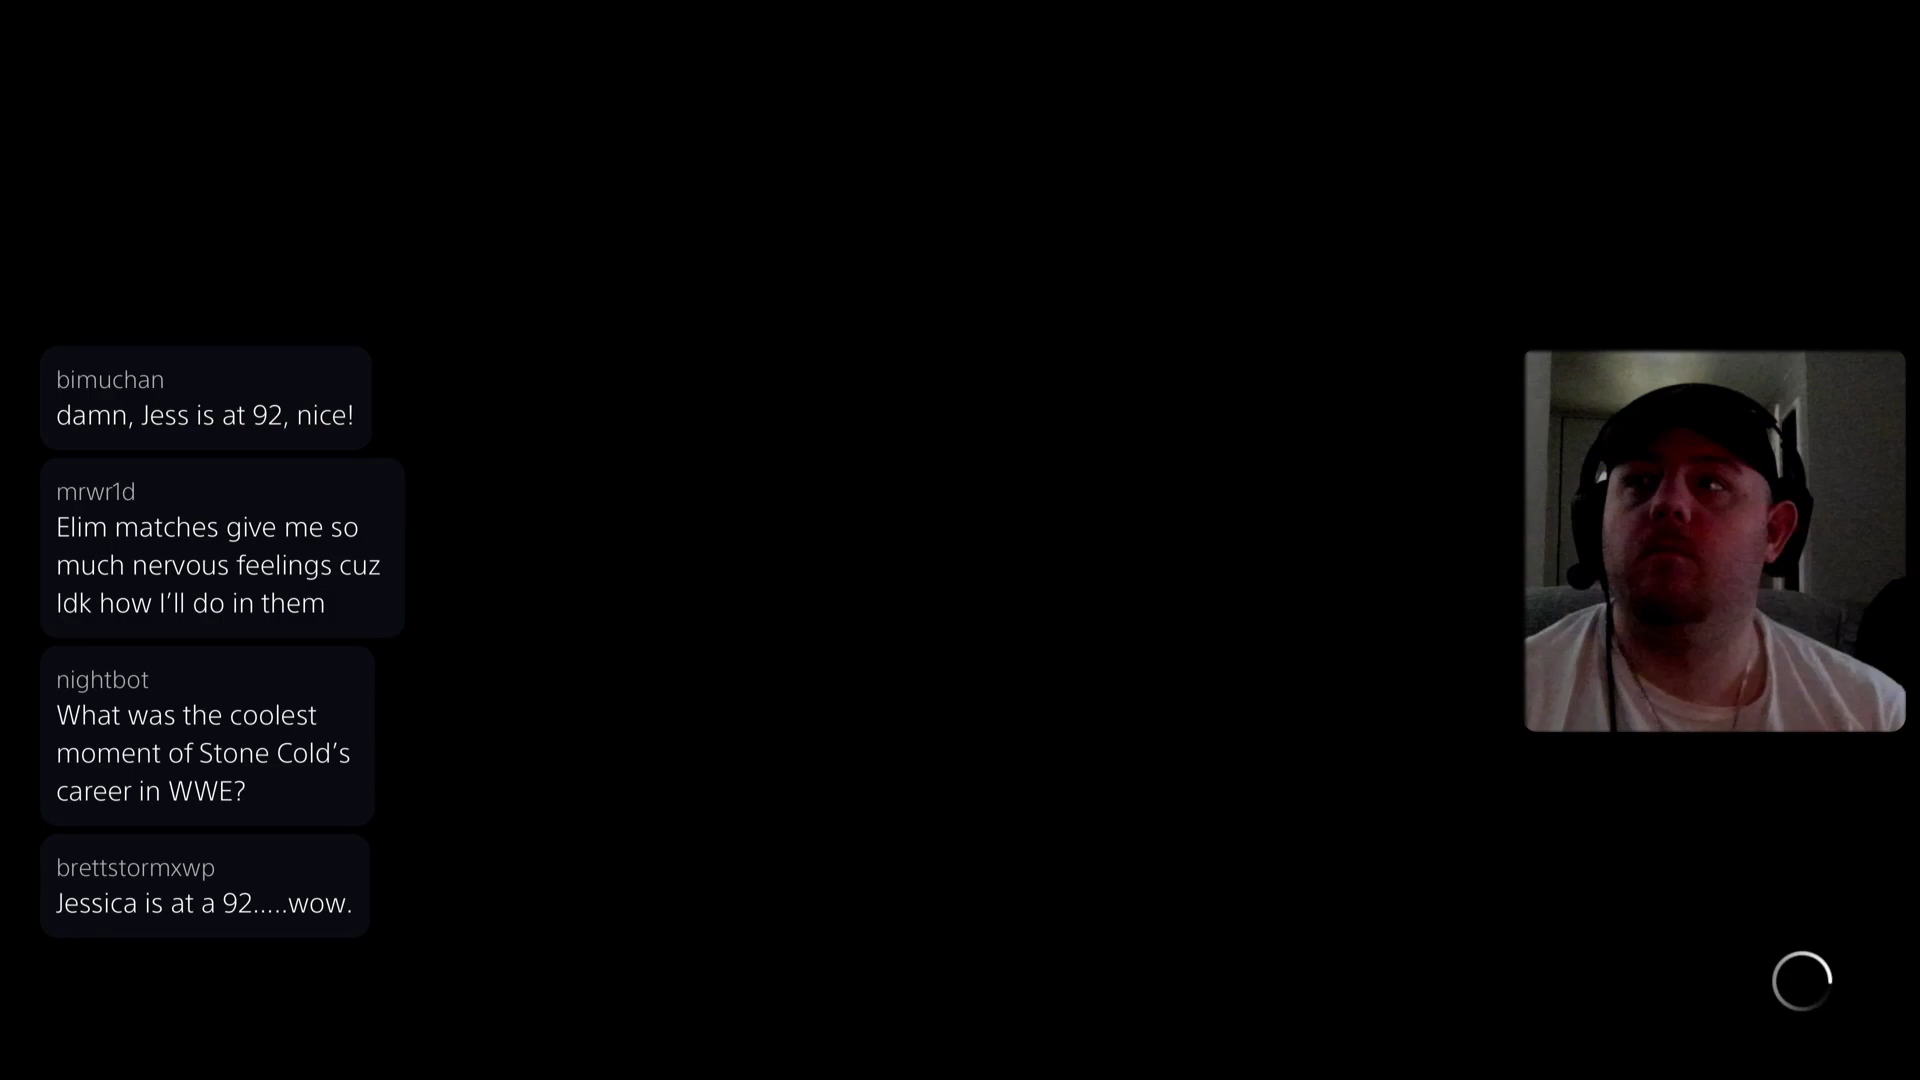 bimuchan
damn, Jess is at 92, nice!
mrwr1d
Elim matches give me so
much nervous feelings cuz
Idk how I'll do in them
nightbot
What was the coolest
moment of Stone Cold's
career in WWE?
brettstormxwp
Jessica is at a 92.....wow.